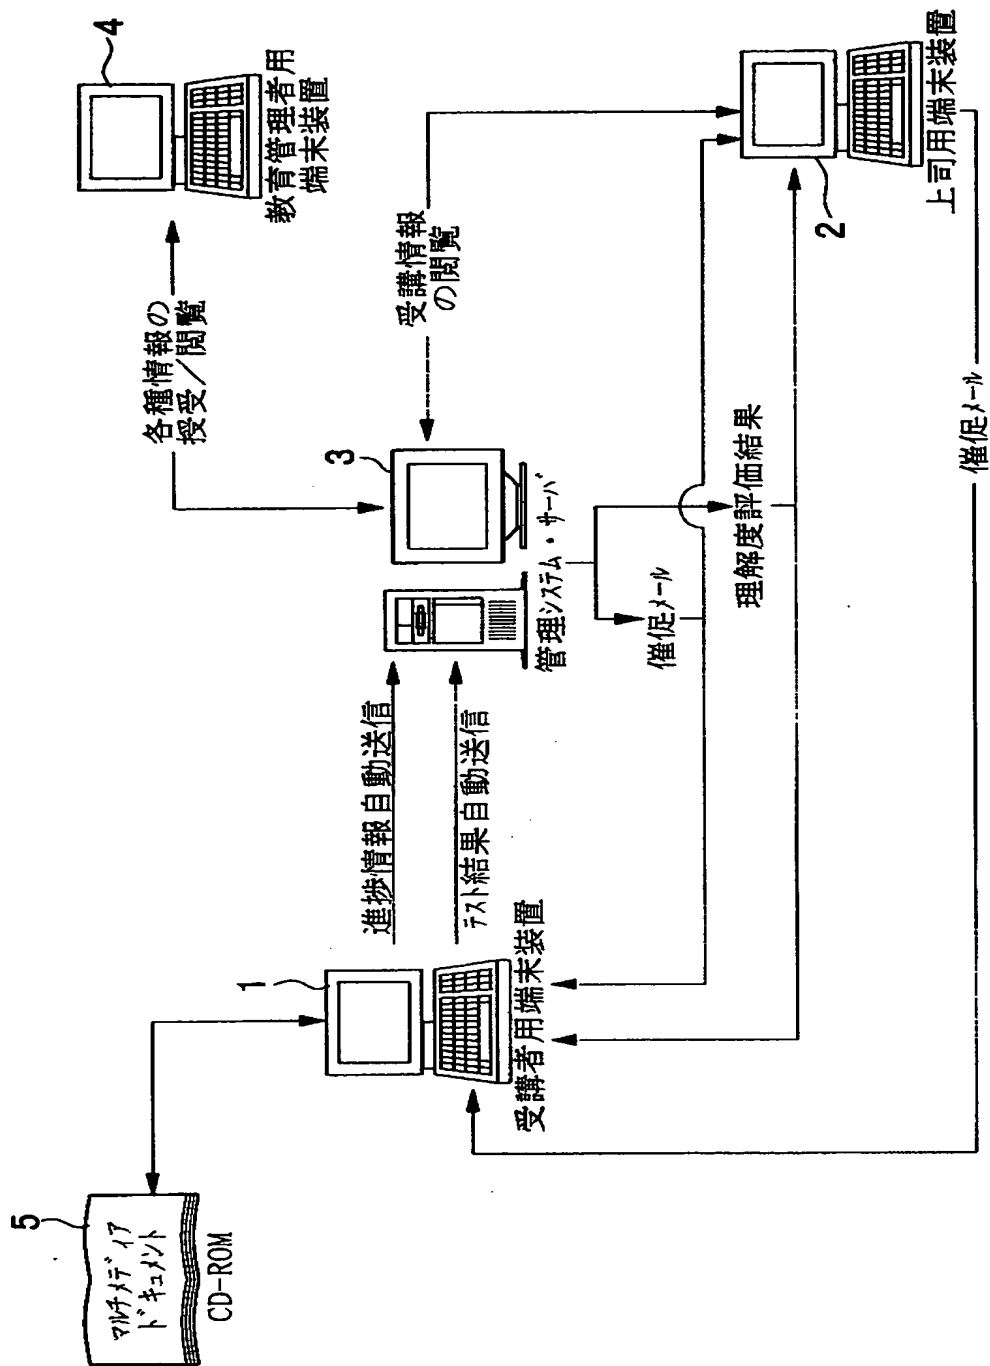 5
マルチメディア
ドキュメント
CD-ROM
1
受講者用端末装置
進捗情報自動送信
テスト結果自動送信
3
管理システム・サーバ
各種情報の
授受／閲覧
4
教育管理者用
端末装置
受講情報
の閲覧
催促メール
理解度評価結果
2
上司用端末装置
催促メール